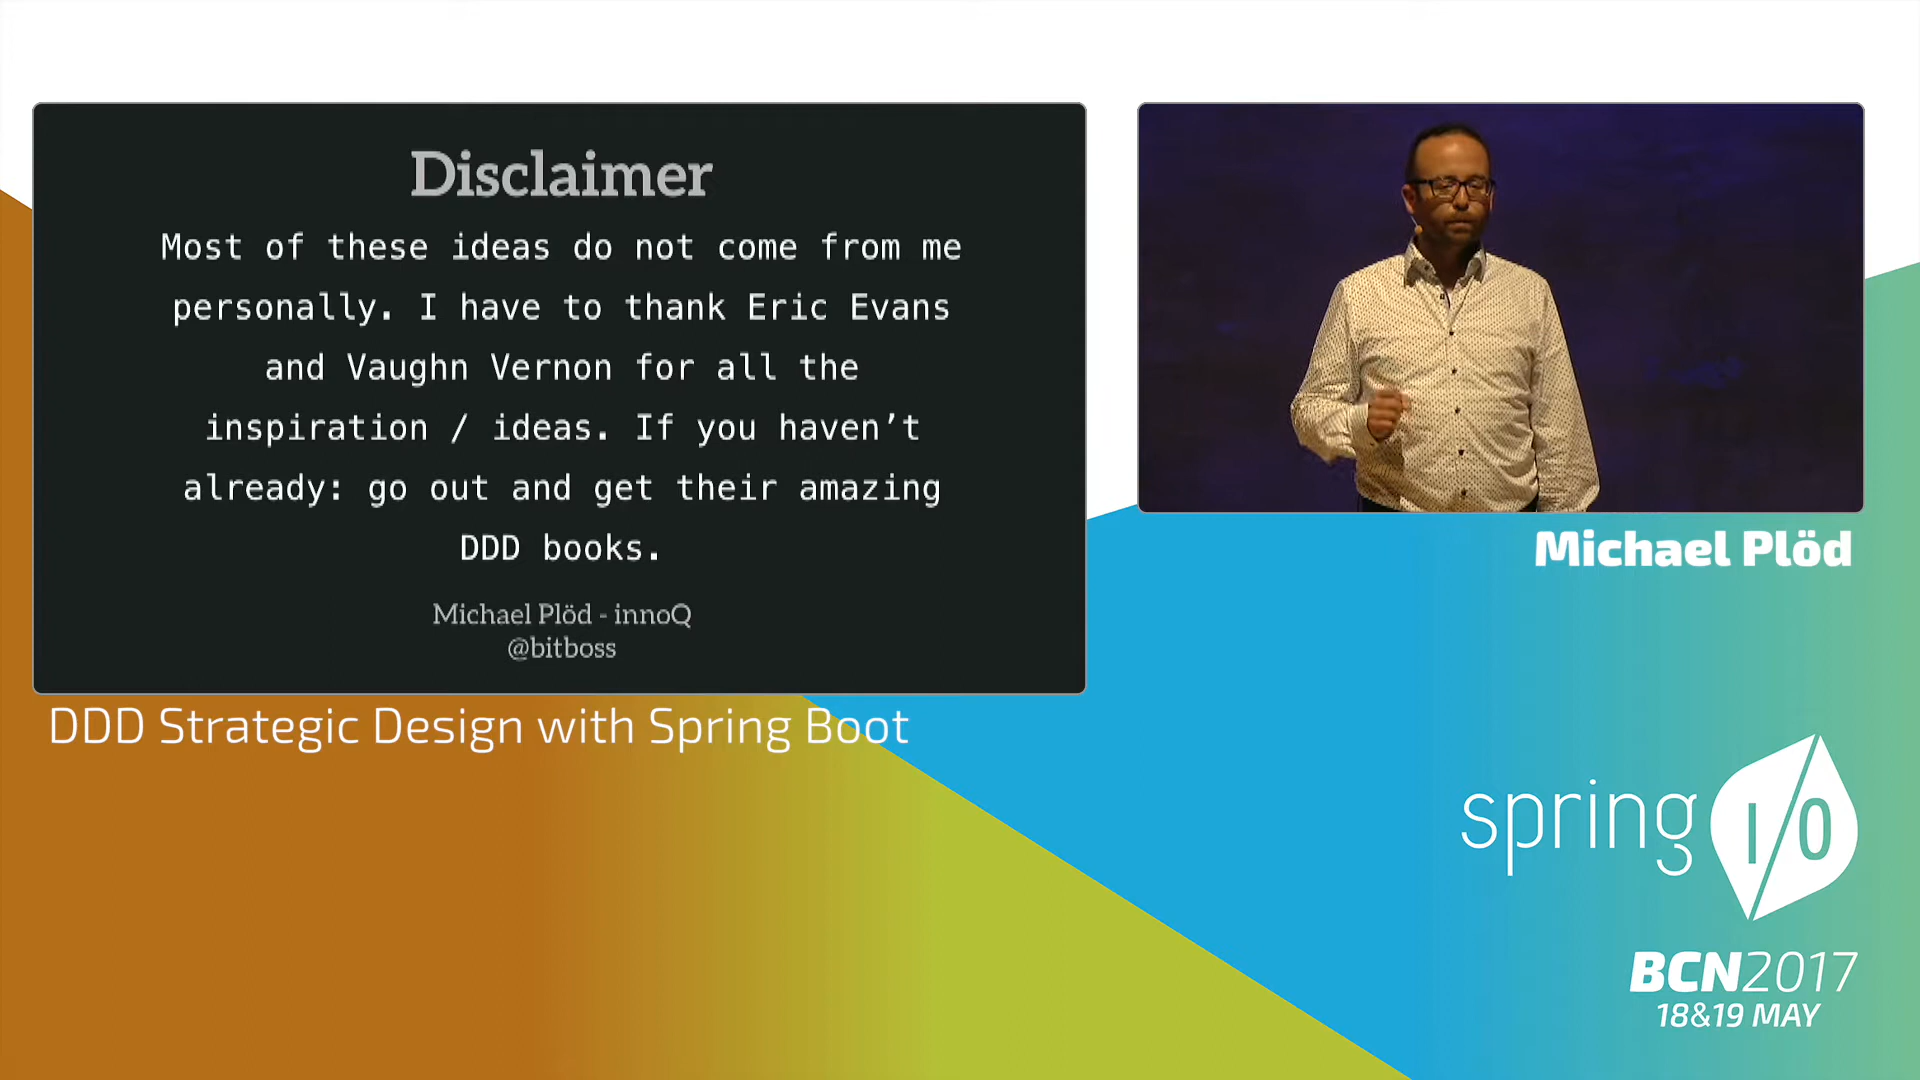 Disclaimer
Most of these ideas do not come from me
personally. I have to thank Eric Evans
and Vaughn Vernon for all the
inspiration / ideas. If you haven’t
already: go out and get their amazing
DDD books.
Michael Plöd - innoQ
@bitboss
Michael Plöd
DDD Strategic Design with Spring Boot
spring I/O
BCN2017
18&19 MAY